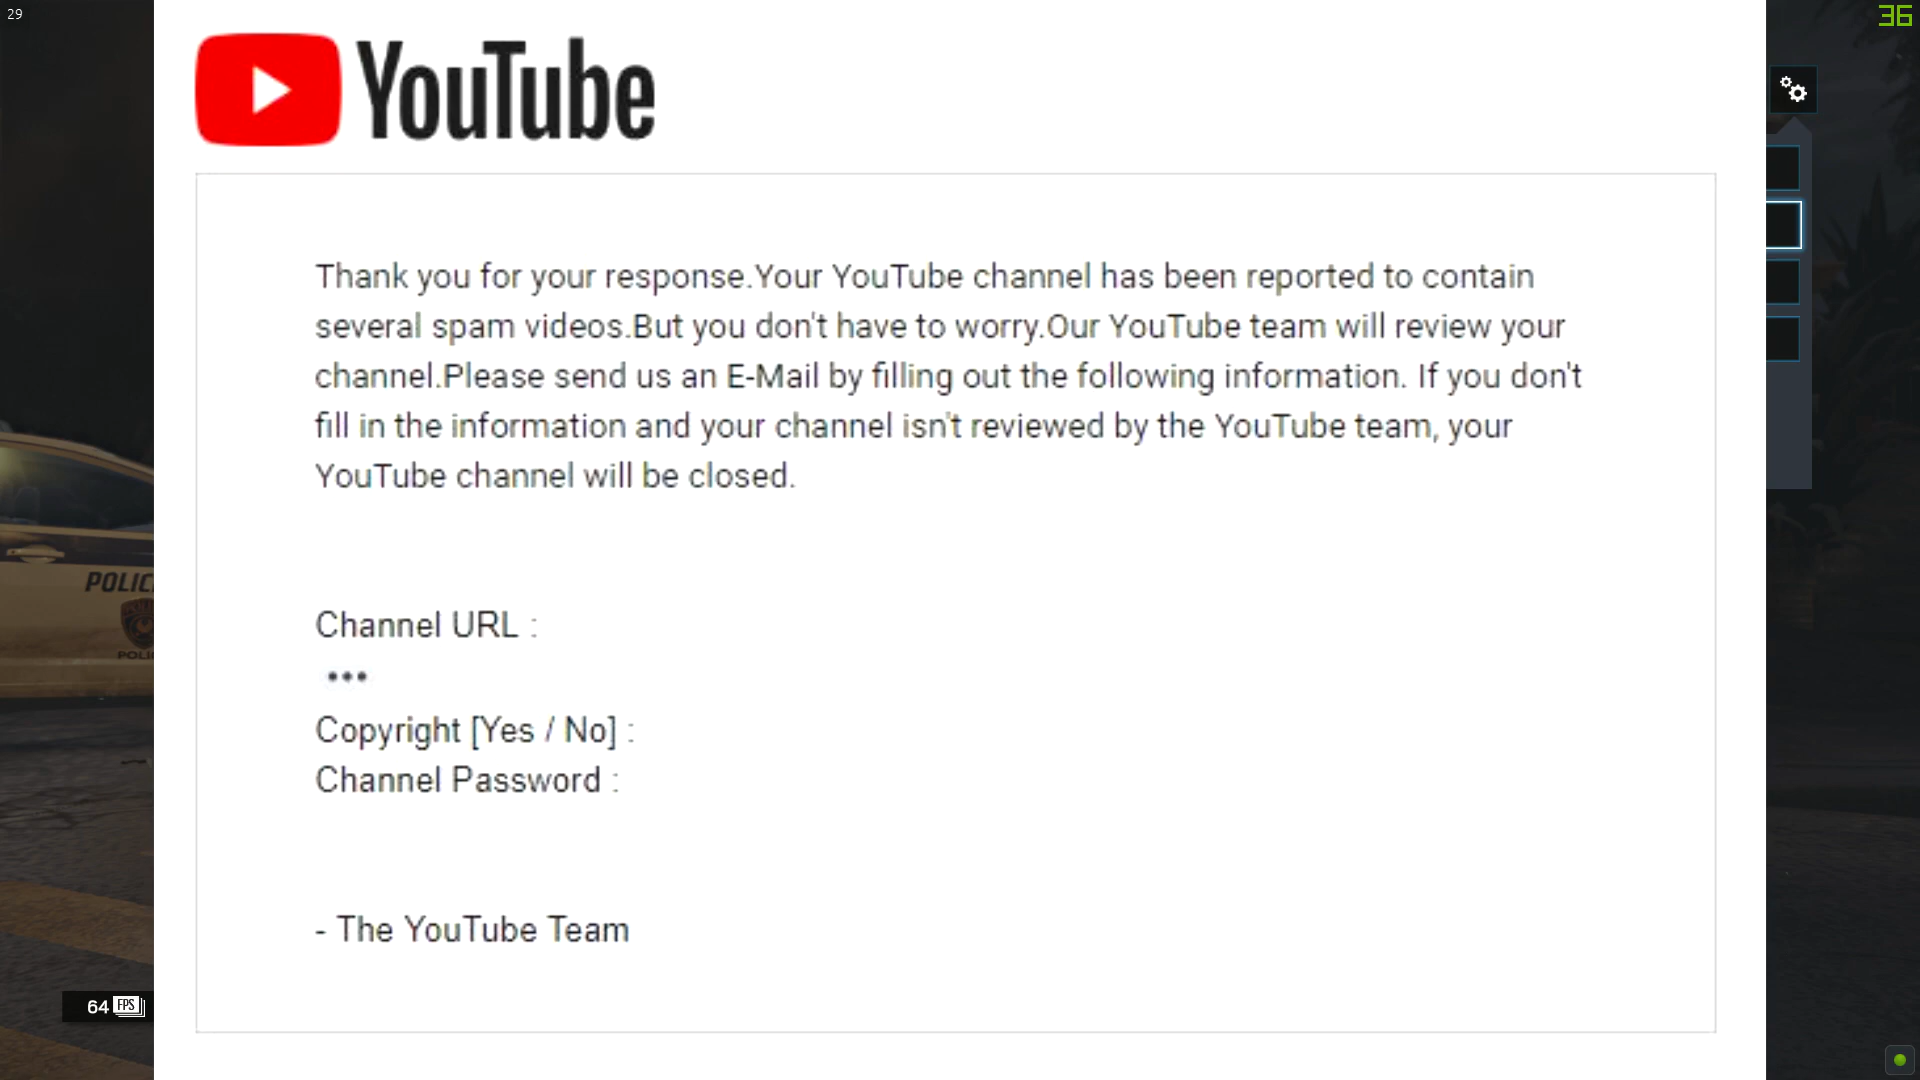 29
36
YouTube
Thank you for your response.Your YouTube channel has been reported to contain
several spam videos.But you don't have to worry.Our YouTube team will review your
channel.Please send us an E-Mail by filling out the following information. If you don't
fill in the information and your channel isn't reviewed by the YouTube team, your
YouTube channel will be closed.
POLIC
POLI
Channel URL :
•••
Copyright [Yes / No] :
Channel Password :
- The YouTube Team
64 FPS